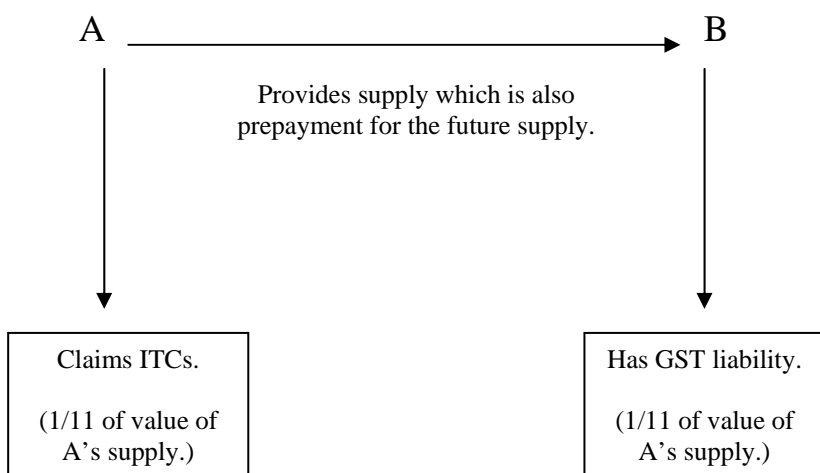 A
B
Provides supply which is also
prepayment for the future supply.
Claims ITCs.
(1/11 of value of
A's supply.)
Has GST liability.
(1/11 of value of
A's supply.)